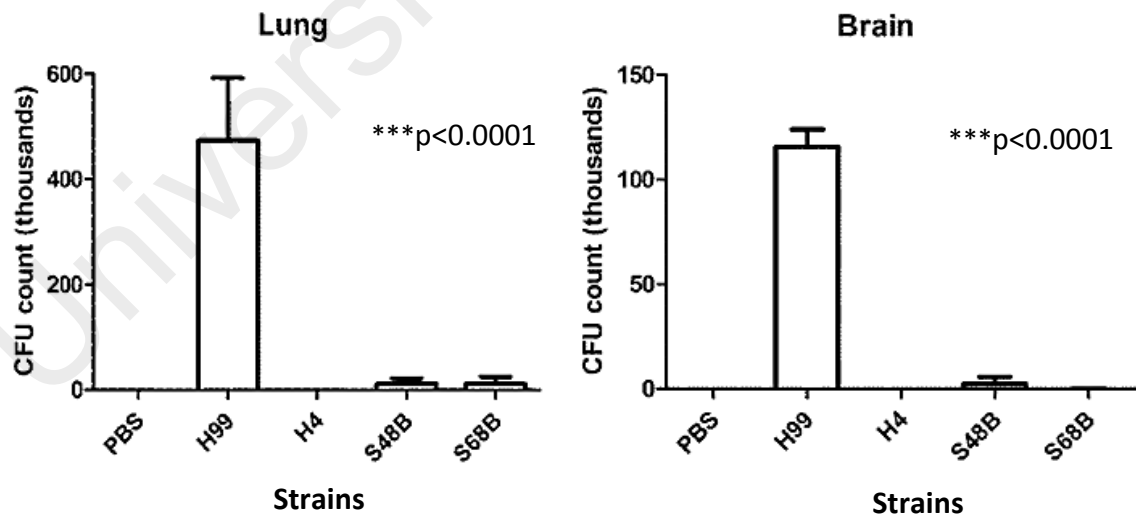 Lung
CFU count (thousands)
600
400
200
0
***p<0.0001
PBS
H99
H4
S48B
S68B
Strains
Brain
CFU count (thousands)
150
100
50
0
***p<0.0001
PBS
H99
H4
S48B
S68B
Strains
Universi